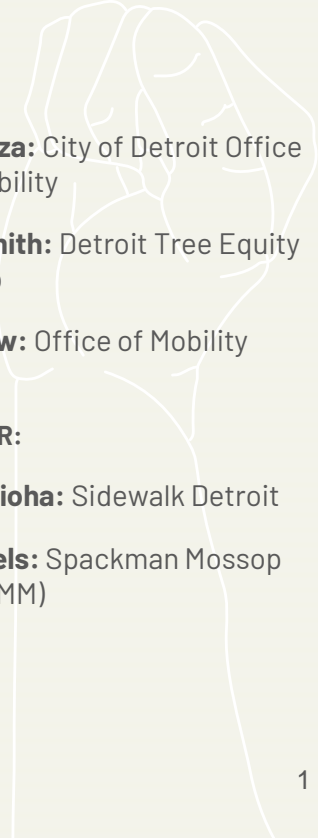 za: City of Detroit Office
bility
nith: Detroit Tree Equity
)
w: Office of Mobility
R:
ioha: Sidewalk Detroit
els: Spackman Mossop
MM)
1